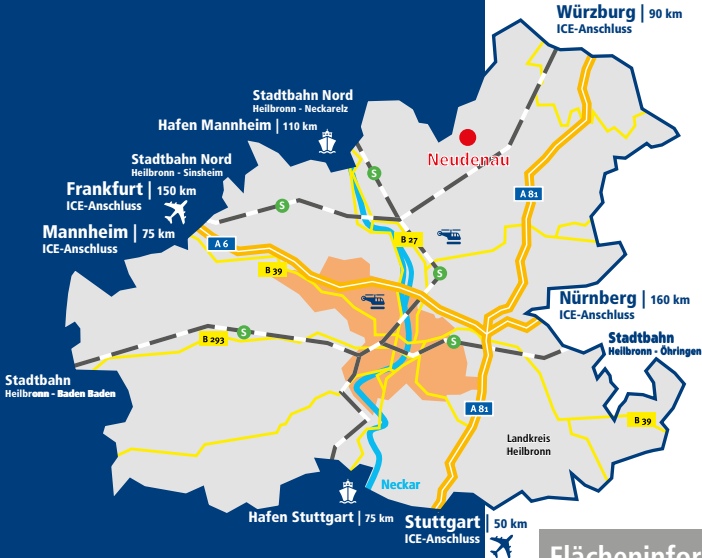 Würzburg | 90 km
ICE-Anschluss
Stadtbahn Nord
Heilbronn - Neckarelz
Hafen Mannheim | 110 km
Stadtbahn Nord
Heilbronn - Sinsheim
Neudenau
Frankfurt | 150 km
ICE-Anschluss
S
S
A 81
Mannheim | 75 km
ICE-Anschluss
A 6
B 27
B 39
S
Nürnberg | 160 km
ICE-Anschluss
S
B 293
S
Stadtbahn
Heilbronn - Öhringen
Stadtbahn
Heilbronn - Baden Baden
A 81
B 39
Landkreis
Heilbronn
Neckar
Hafen Stuttgart | 75 km
Stuttgart | 50 km
ICE-Anschluss